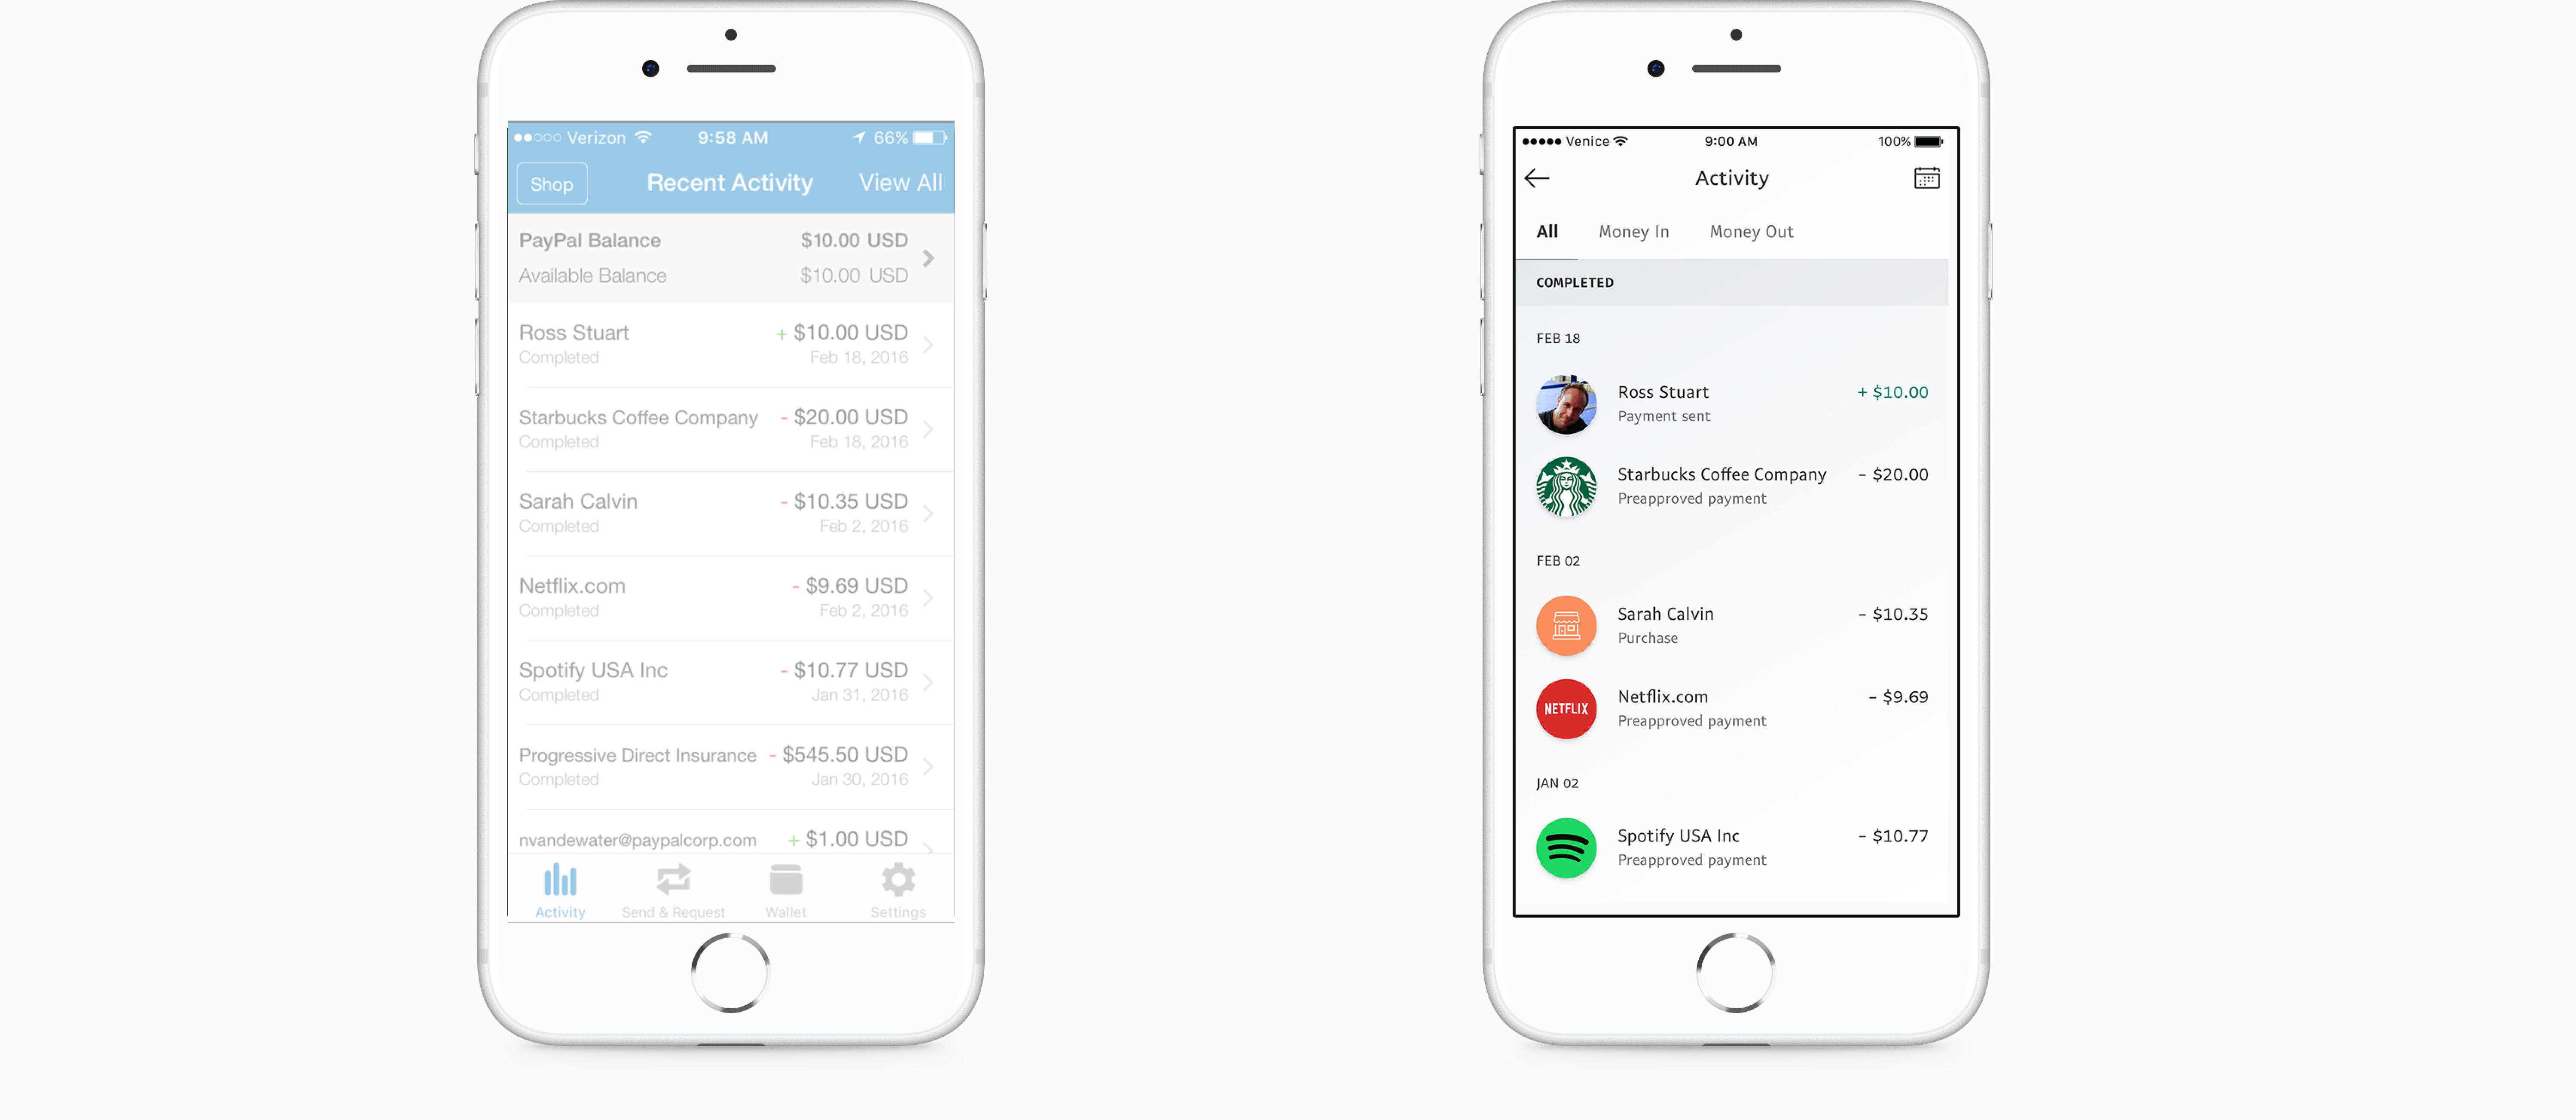 Verizon 9:58 AM 66%
Shop Recent Activity View All
PayPal Balance $10.00 USD
Available Balance $10.00 USD
Ross Stuart + $10.00 USD
Completed Feb 18, 2016
Starbucks Coffee Company - $20.00 USD
Completed Feb 18, 2016
Sarah Calvin - $10.35 USD
Completed Feb 2, 2016
Netflix.com - $9.69 USD
Completed Feb 2, 2016
Spotify USA Inc - $10.77 USD
Completed Jan 31, 2016
Progressive Direct Insurance - $545.50 USD
Completed Jan 30, 2016
nvandewater@paypalcorp.com + $1.00 USD
Activity Send & Request Wallet Settings
Venice 9:00 AM 100%
Activity
All Money In Money Out
COMPLETED
FEB 18
Ross Stuart + $10.00
Payment sent
Starbucks Coffee Company – $20.00
Preapproved payment
FEB 02
Sarah Calvin – $10.35
Purchase
NETFLIX Netflix.com – $9.69
Preapproved payment
JAN 02
Spotify USA Inc – $10.77
Preapproved payment